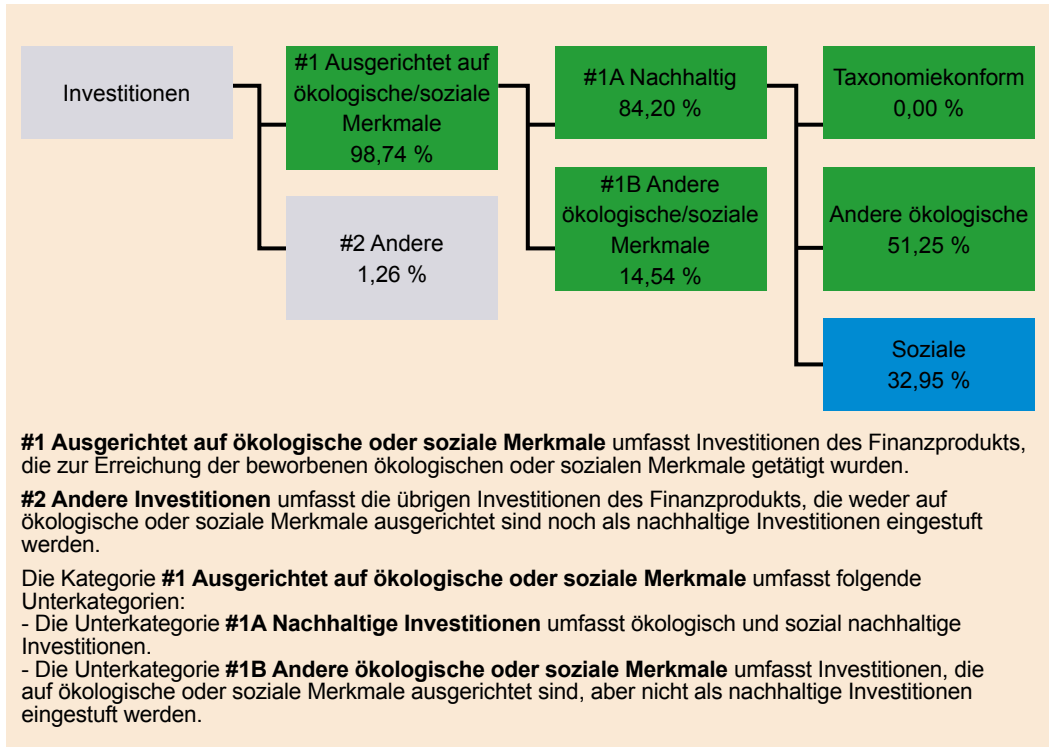 Investitionen
#1 Ausgerichtet auf
ökologische/soziale
Merkmale
98,74 %
#2 Andere
1,26 %
#1A Nachhaltig
84,20 %
#1B Andere
ökologische/soziale
Merkmale
14,54 %
Taxonomiekonform
0,00 %
Andere ökologische
51,25 %
Soziale
32,95 %
#1 Ausgerichtet auf ökologische oder soziale Merkmale umfasst Investitionen des Finanzprodukts,
die zur Erreichung der beworbenen ökologischen oder sozialen Merkmale getätigt wurden.
#2 Andere Investitionen umfasst die übrigen Investitionen des Finanzprodukts, die weder auf
ökologische oder soziale Merkmale ausgerichtet sind noch als nachhaltige Investitionen eingestuft
werden.
Die Kategorie #1 Ausgerichtet auf ökologische oder soziale Merkmale umfasst folgende
Unterkategorien:
- Die Unterkategorie #1A Nachhaltige Investitionen umfasst ökologisch und sozial nachhaltige
Investitionen.
- Die Unterkategorie #1B Andere ökologische oder soziale Merkmale umfasst Investitionen, die
auf ökologische oder soziale Merkmale ausgerichtet sind, aber nicht als nachhaltige Investitionen
eingestuft werden.